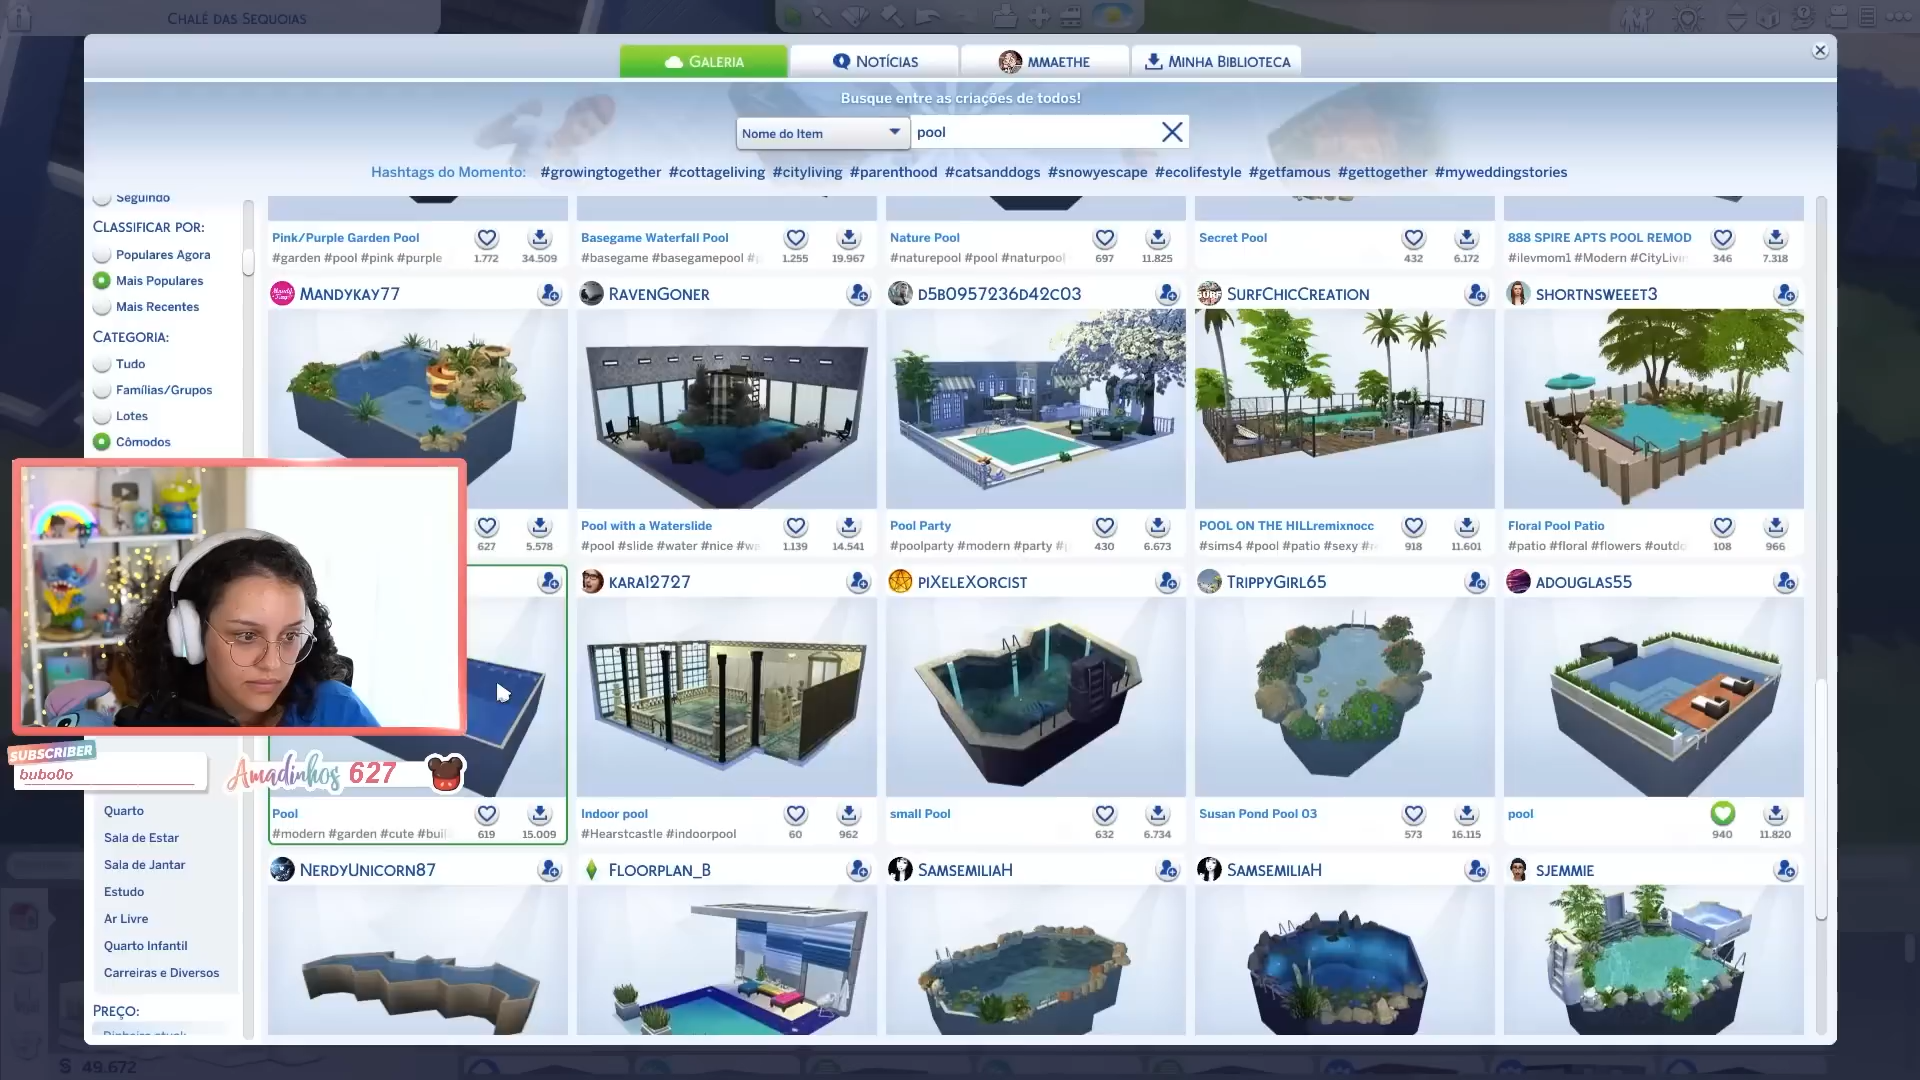 CHALÉ DAS SEQUOIAS
GALERIA
NOTÍCIAS
MMAETHE
MINHA BIBLIOTECA
Busque entre as criações de todos!
Nome do Item
pool
Hashtags do Momento: #growingtogether #cottageliving #cityliving #parenthood #catsanddogs #snowyescape #ecolifestyle #getfamous #gettogether #myweddingstories
Seguindo
CLASSIFICAR POR:
Populares Agora
Mais Populares
Mais Recentes
CATEGORIA:
Tudo
Famílias/Grupos
Lotes
Cômodos
Quarto
Sala de Estar
Sala de Jantar
Estudo
Ar Livre
Quarto Infantil
Carreiras e Diversos
PREÇO:
Pink/Purple Garden Pool
#garden #pool #pink #purple
1.772
34.509
Basegame Waterfall Pool
#basegame #basegamepool #p
1.255
19.967
Nature Pool
#naturepool #pool #naturpool
697
11.825
Secret Pool
432
6.172
888 SPIRE APTS POOL REMOD
#ilevmom1 #Modern #CityLivi
346
7.318
MANDYKAY77
RAVENGONER
D5B0957236D42C03
SURFCHICCREATION
SHORTNSWEEET3
627
5.578
Pool with a Waterslide
#pool #slide #water #nice #wa
1.139
14.541
Pool Party
#poolparty #modern #party #p
430
6.673
POOL ON THE HILLremixnocc
#sims4 #pool #patio #sexy #r
918
11.601
Floral Pool Patio
#patio #floral #flowers #outdo
108
966
KARA12727
PIXELEXORCIST
TRIPPYGIRL65
ADOUGLAS55
Pool
#modern #garden #cute #buil
619
15.009
Indoor pool
#Hearstcastle #indoorpool
60
962
small Pool
632
6.734
Susan Pond Pool 03
573
16.115
pool
940
11.820
NERDYUNICORN87
FLOORPLAN_B
SAMSEMILIAH
SAMSEMILIAH
SJEMMIE
SUBSCRIBER
bubo0o
Amadinhos 627
$ 49.672